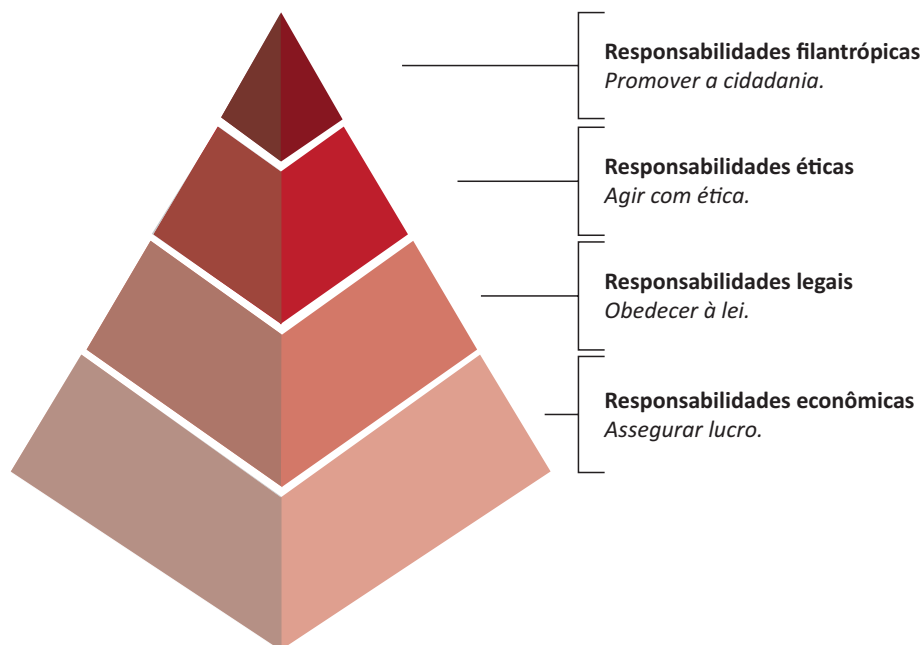 Responsabilidades filantrópicas
Promover a cidadania.
Responsabilidades éticas
Agir com ética.
Responsabilidades legais
Obedecer à lei.
Responsabilidades econômicas
Assegurar lucro.